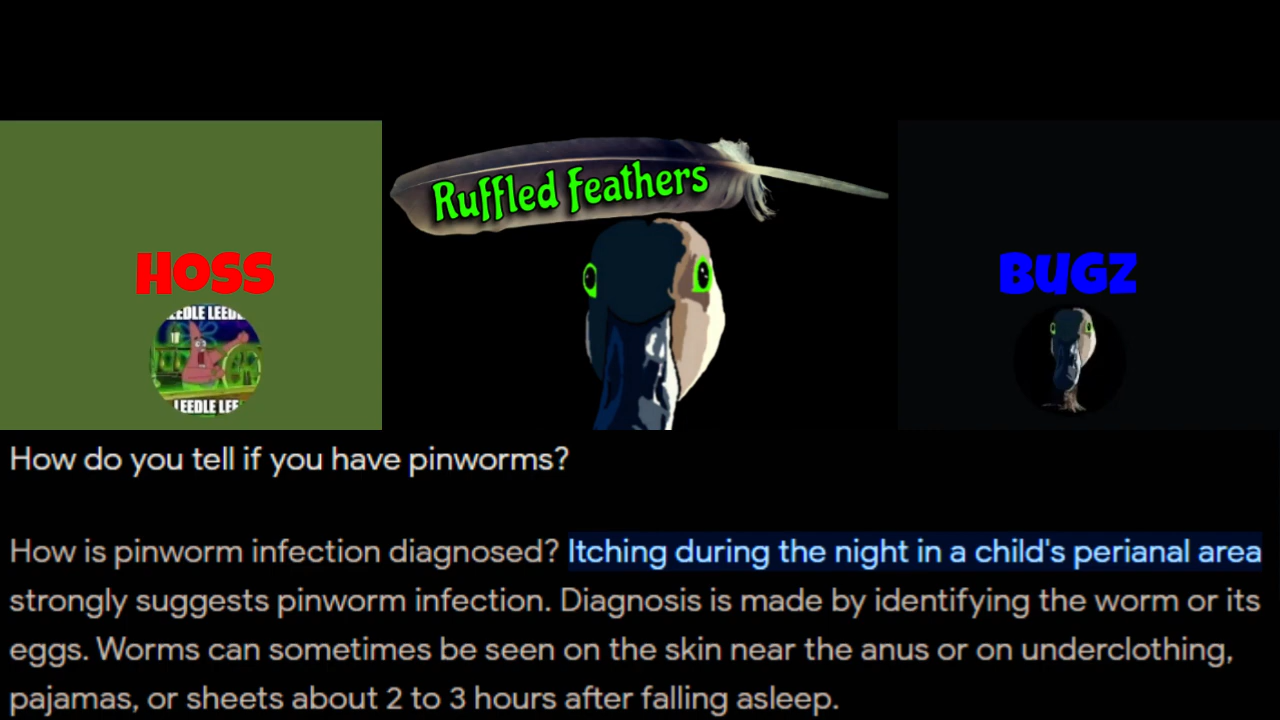 Ruffled Feathers
HOSS
BUGZ
LEEDLE
How do you tell if you have pinworms?
How is pinworm infection diagnosed? Itching during the night in a child's perianal area
strongly suggests pinworm infection. Diagnosis is made by identifying the worm or its
eggs. Worms can sometimes be seen on the skin near the anus or on underclothing,
pajamas, or sheets about 2 to 3 hours after falling asleep.